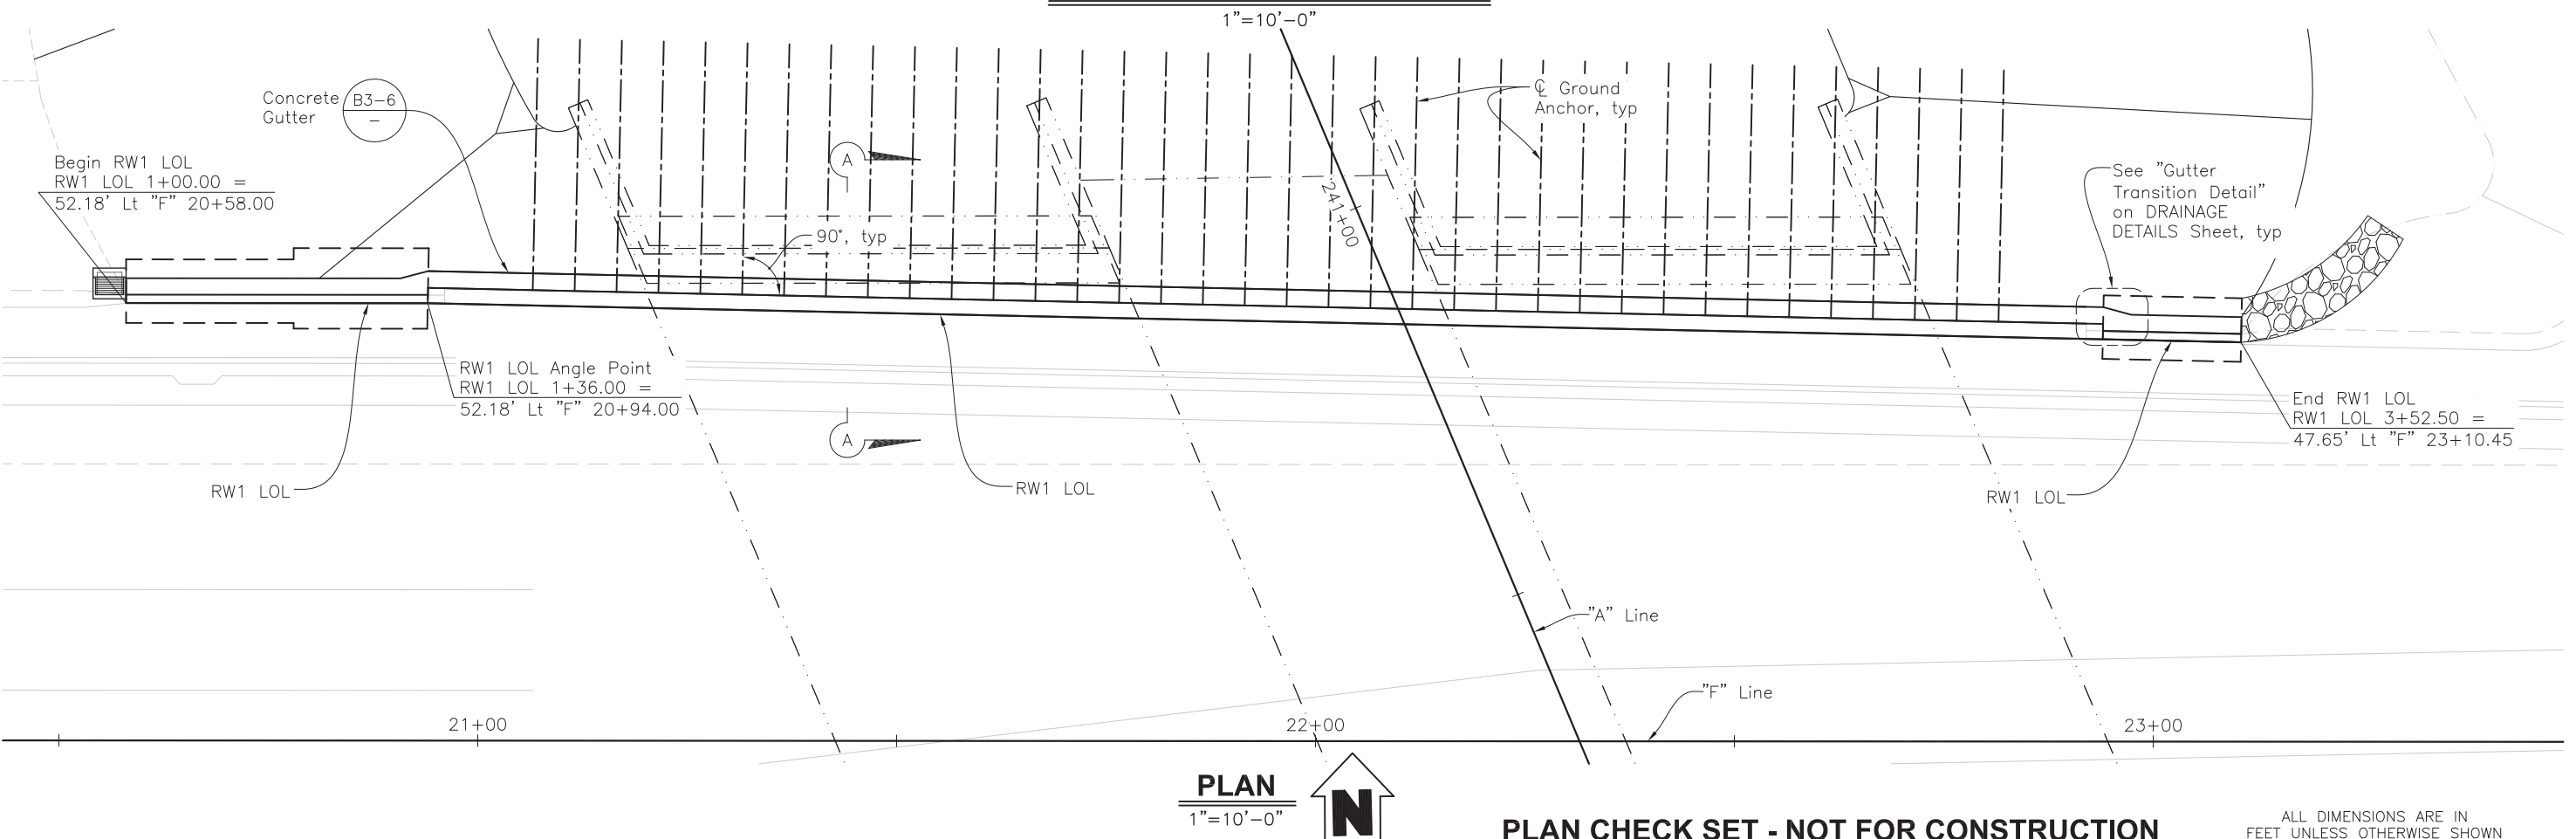 1"=10'-0"
Concrete
Gutter
B3-6
-
Begin RW1 LOL
RW1 LOL 1+00.00 =
52.18' Lt "F" 20+58.00
A
90°, typ
241+00
℄ Ground
Anchor, typ
See "Gutter
Transition Detail"
on DRAINAGE
DETAILS Sheet, typ
RW1 LOL Angle Point
RW1 LOL 1+36.00 =
52.18' Lt "F" 20+94.00
A
End RW1 LOL
RW1 LOL 3+52.50 =
47.65' Lt "F" 23+10.45
RW1 LOL
RW1 LOL
RW1 LOL
"A" Line
"F" Line
21+00
22+00
23+00
PLAN
1"=10'-0"
N
PLAN CHECK SET - NOT FOR CONSTRUCTION
ALL DIMENSIONS ARE IN
FEET UNLESS OTHERWISE SHOWN